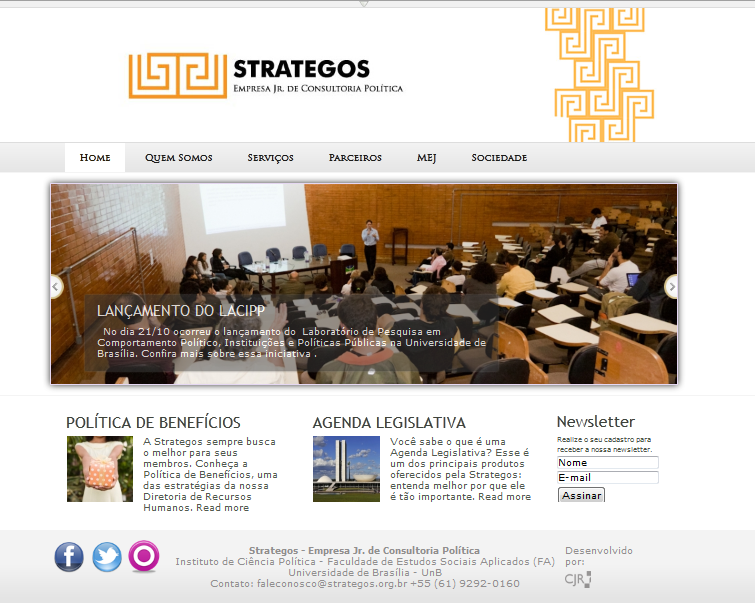 STRATEGOS
Empresa Jr. de Consultoria Política
Home Quem Somos Serviços Parceiros MEJ Sociedade
LANÇAMENTO DO LACIPP
No dia 21/10 ocorreu o lançamento do Laboratório de Pesquisa em
Comportamento Político, Instituições e Políticas Públicas na Universidade de
Brasília. Confira mais sobre essa iniciativa .
POLÍTICA DE BENEFÍCIOS
A Strategos sempre busca
o melhor para seus
membros. Conheça a
Política de Benefícios, uma
das estratégias da nossa
Diretoria de Recursos
Humanos. Read more
AGENDA LEGISLATIVA
Você sabe o que é uma
Agenda Legislativa? Esse é
um dos principais produtos
oferecidos pela Strategos:
entenda melhor por que ele
é tão importante. Read more
Newsletter
Realize o seu cadastro para
receber a nossa newsletter.
Nome
E-mail
Assinar
Strategos - Empresa Jr. de Consultoria Política
Instituto de Ciência Política - Faculdade de Estudos Sociais Aplicados (FA)
Universidade de Brasília - UnB
Contato: faleconosco@strategos.org.br +55 (61) 9292-0160
Desenvolvido
por:
CJR